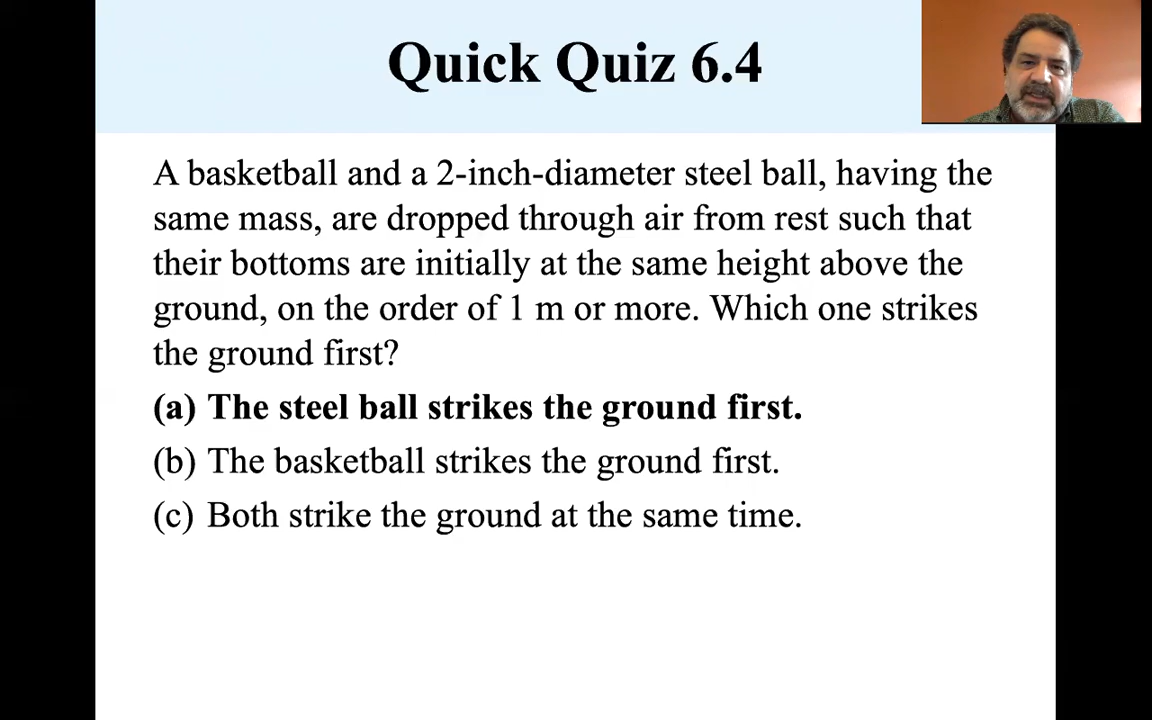 Quick Quiz 6.4
A basketball and a 2-inch-diameter steel ball, having the
same mass, are dropped through air from rest such that
their bottoms are initially at the same height above the
ground, on the order of 1 m or more. Which one strikes
the ground first?
(a) The steel ball strikes the ground first.
(b) The basketball strikes the ground first.
(c) Both strike the ground at the same time.